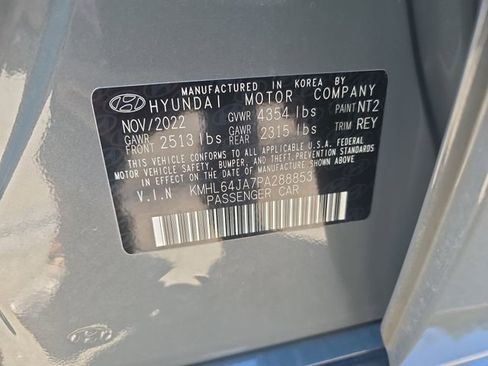 MANUFACTURED IN KOREA BY
HYUNDAI MOTOR COMPANY
NOV/2022 GVWR 4354 lbs PAINT NT2
GAWR FRONT 2513 lbs GAWR REAR 2315 lbs TRIM REY
THIS VEHICLE CONFORMS TO ALL APPLICABLE U.S.A. FEDERAL
MOTOR VEHICLE SAFETY, BUMPER, AND THEFT PREVENTION STANDARDS
IN EFFECT ON THE DATE OF MANUFACTURE SHOWN ABOVE.
V.I.N KMHL64JA7PA288853
PASSENGER CAR